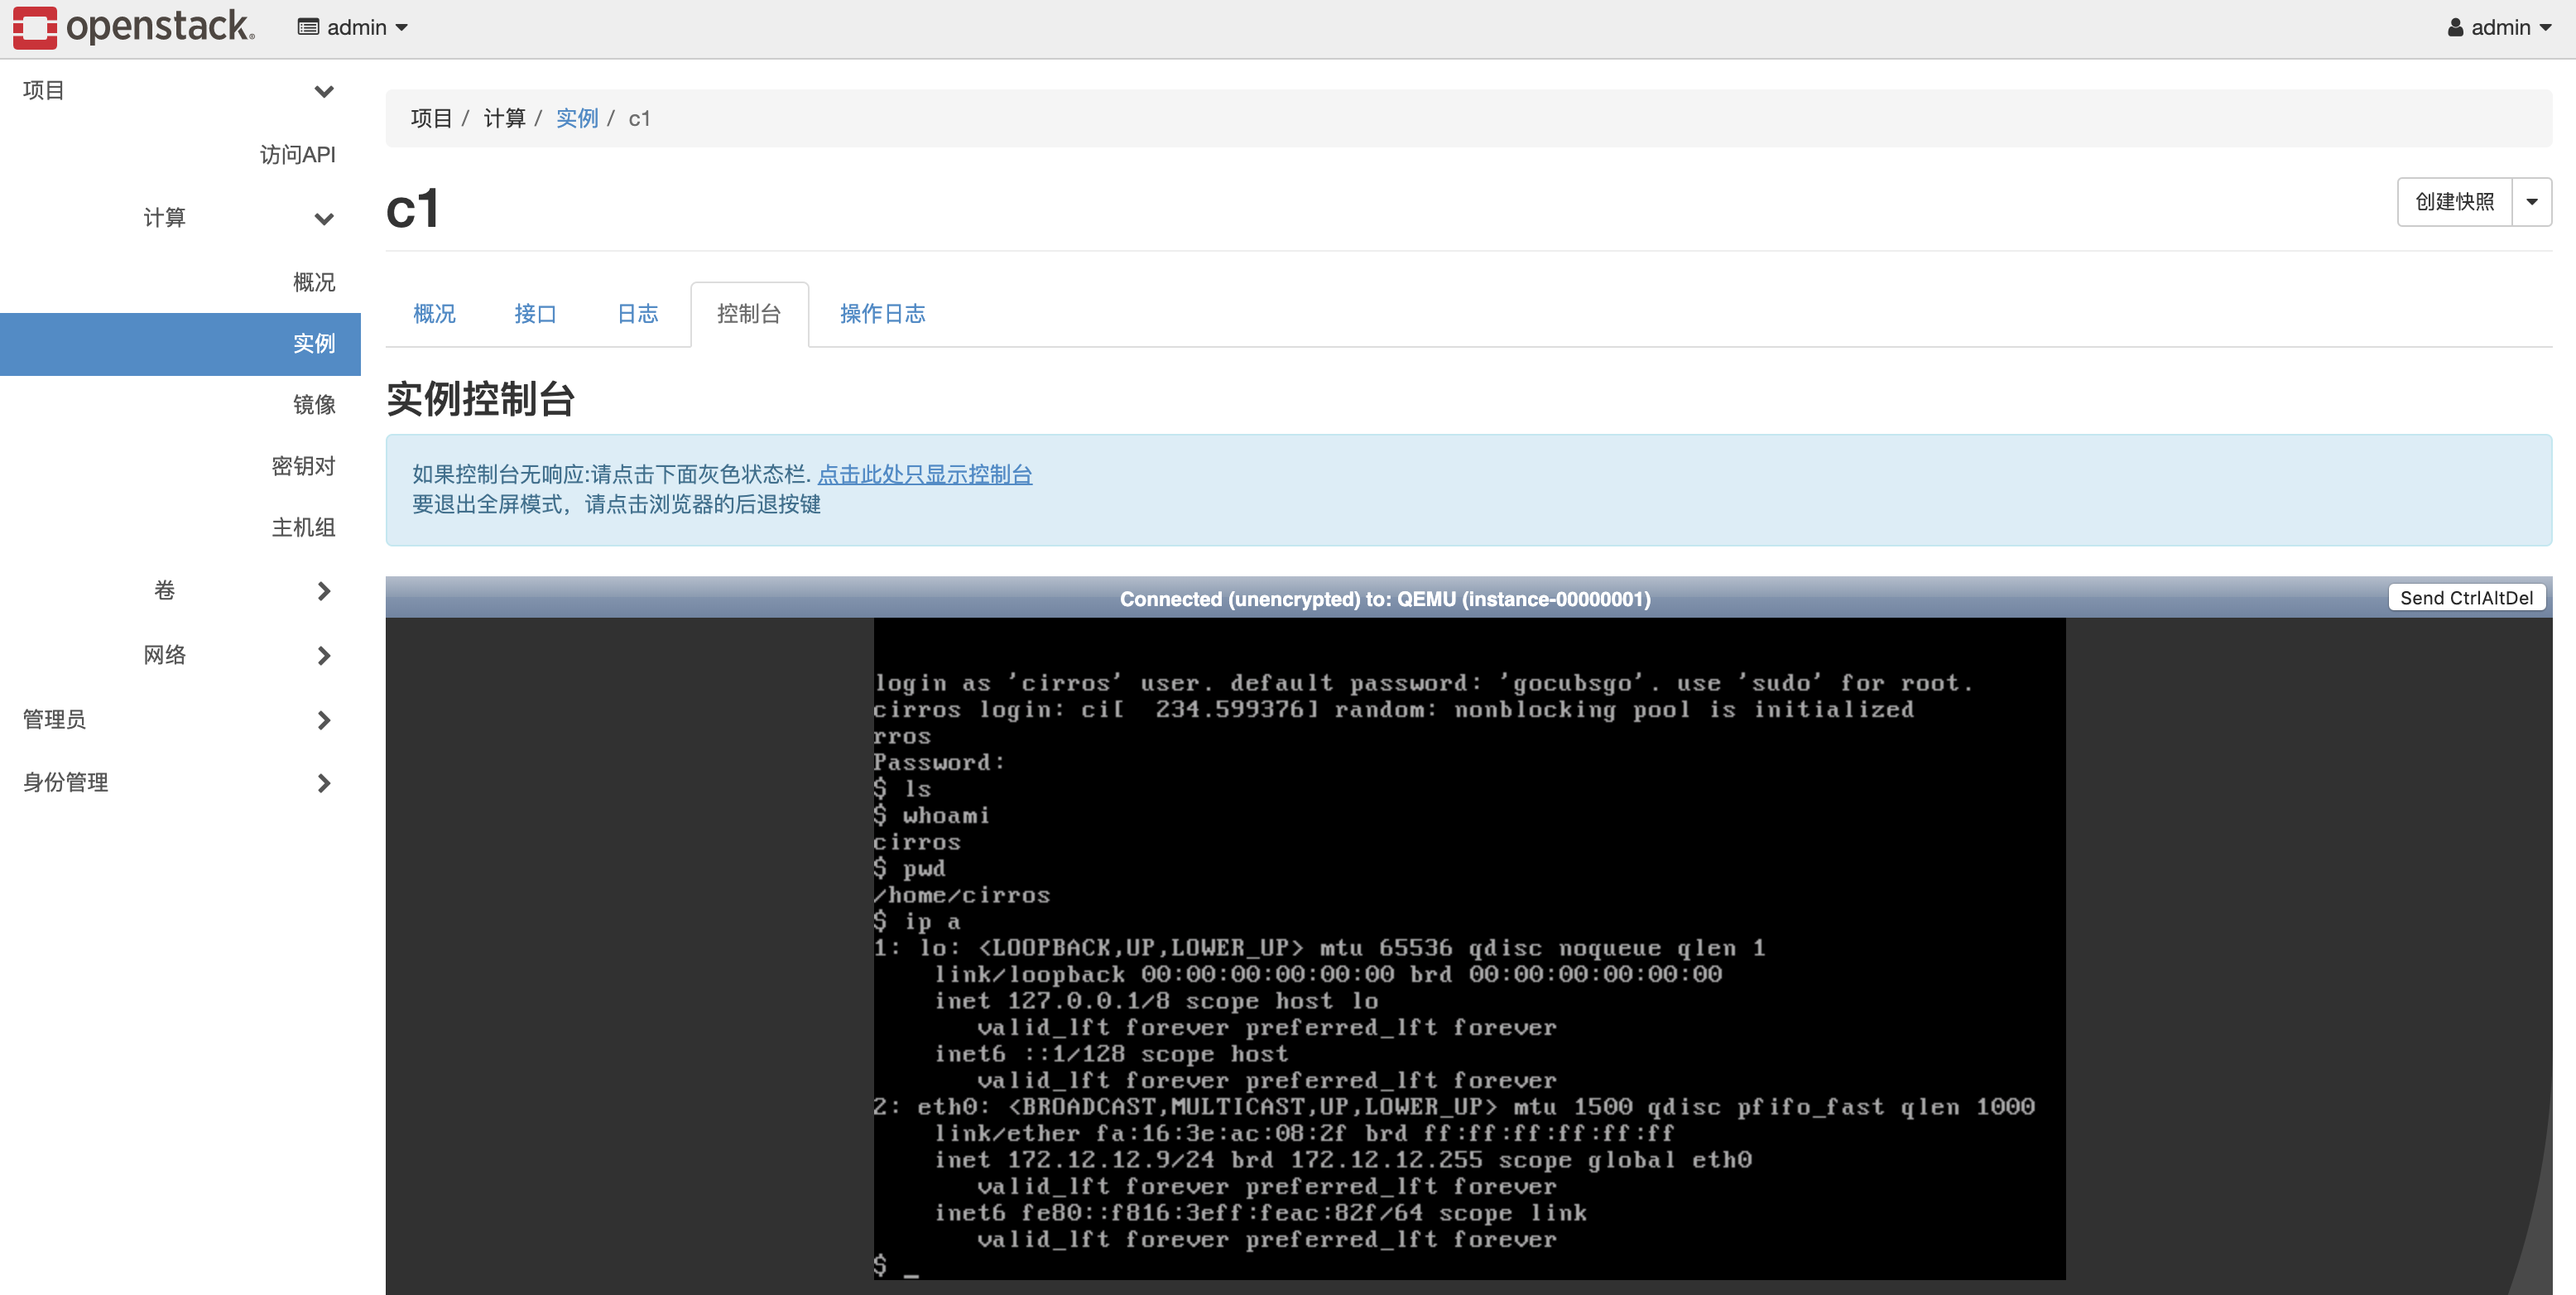 openstack.
admin
admin
项目
访问API
计算
概况
实例
镜像
密钥对
主机组
卷
网络
管理员
身份管理
项目 / 计算 / 实例 / c1
c1
创建快照
概况 接口 日志 控制台 操作日志
实例控制台
如果控制台无响应:请点击下面灰色状态栏. 点击此处只显示控制台
要退出全屏模式，请点击浏览器的后退按键
Connected (unencrypted) to: QEMU (instance-00000001)
Send CtrlAltDel
login as 'cirros' user. default password: 'gocubsgo'. use 'sudo' for root.
cirros login: ci[  234.599376] random: nonblocking pool is initialized
rros
Password:
$ ls
$ whoami
cirros
$ pwd
/home/cirros
$ ip a
1: lo: <LOOPBACK,UP,LOWER_UP> mtu 65536 qdisc noqueue qlen 1
    link/loopback 00:00:00:00:00:00 brd 00:00:00:00:00:00
    inet 127.0.0.1/8 scope host lo
       valid_lft forever preferred_lft forever
    inet6 ::1/128 scope host
       valid_lft forever preferred_lft forever
2: eth0: <BROADCAST,MULTICAST,UP,LOWER_UP> mtu 1500 qdisc pfifo_fast qlen 1000
    link/ether fa:16:3e:ac:08:2f brd ff:ff:ff:ff:ff:ff
    inet 172.12.12.9/24 brd 172.12.12.255 scope global eth0
       valid_lft forever preferred_lft forever
    inet6 fe80::f816:3eff:feac:82f/64 scope link
       valid_lft forever preferred_lft forever
$ _